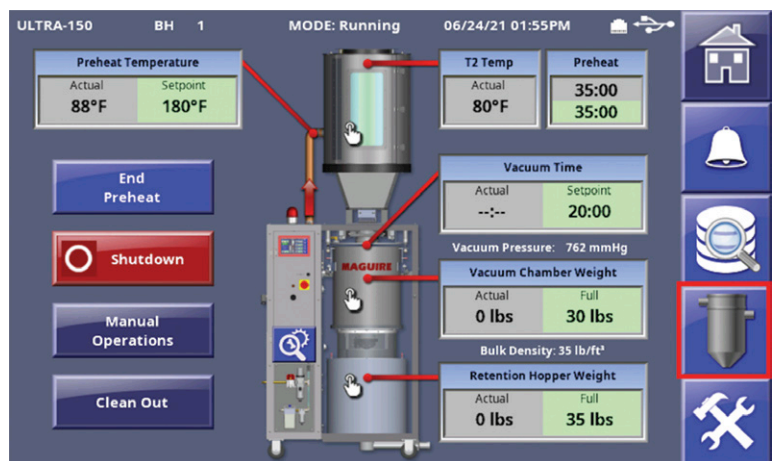 ULTRA-150 BH 1 MODE: Running 06/24/21 01:55PM
Preheat Temperature
Actual Setpoint
88°F 180°F
T2 Temp
Actual
80°F
Preheat
35:00
35:00
End
Preheat
Shutdown
Manual
Operations
Clean Out
MAGUIRE
Vacuum Time
Actual Setpoint
--:-- 20:00
Vacuum Pressure: 762 mmHg
Vacuum Chamber Weight
Actual Full
0 lbs 30 lbs
Bulk Density: 35 lb/ft³
Retention Hopper Weight
Actual Full
0 lbs 35 lbs